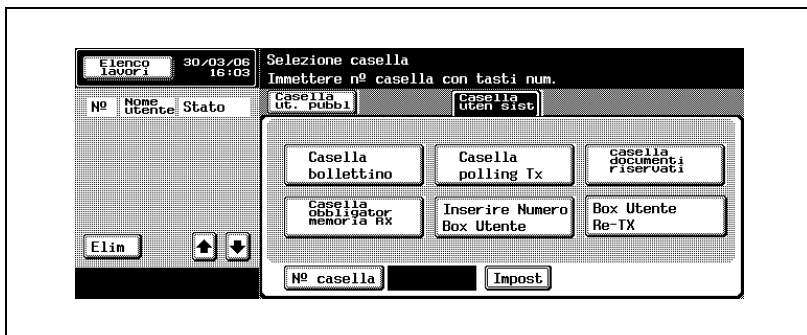 Elenco
lavori
30/03/06
16:03
Selezione casella
Immettere nº casella con tasti num.
Nº
Nome
utente
Stato
Casella
ut. pubbl
Casella
uten sist
Casella
bollettino
Casella
polling Tx
casella
documenti
riservati
Casella
obbligator
memoria RX
Inserire Numero
Box Utente
Box Utente
Re-TX
Elim
Nº casella
Impost